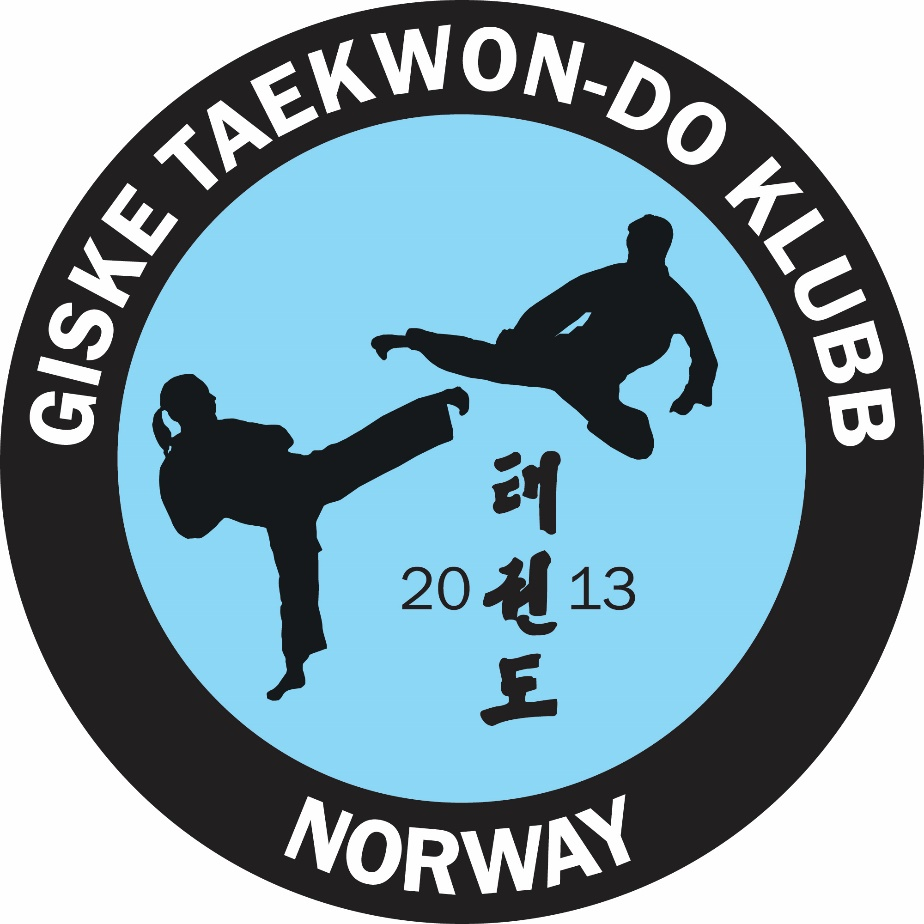 GISKE TAEKWON-DO KLUBB
태
20 권 13
도
NORWAY